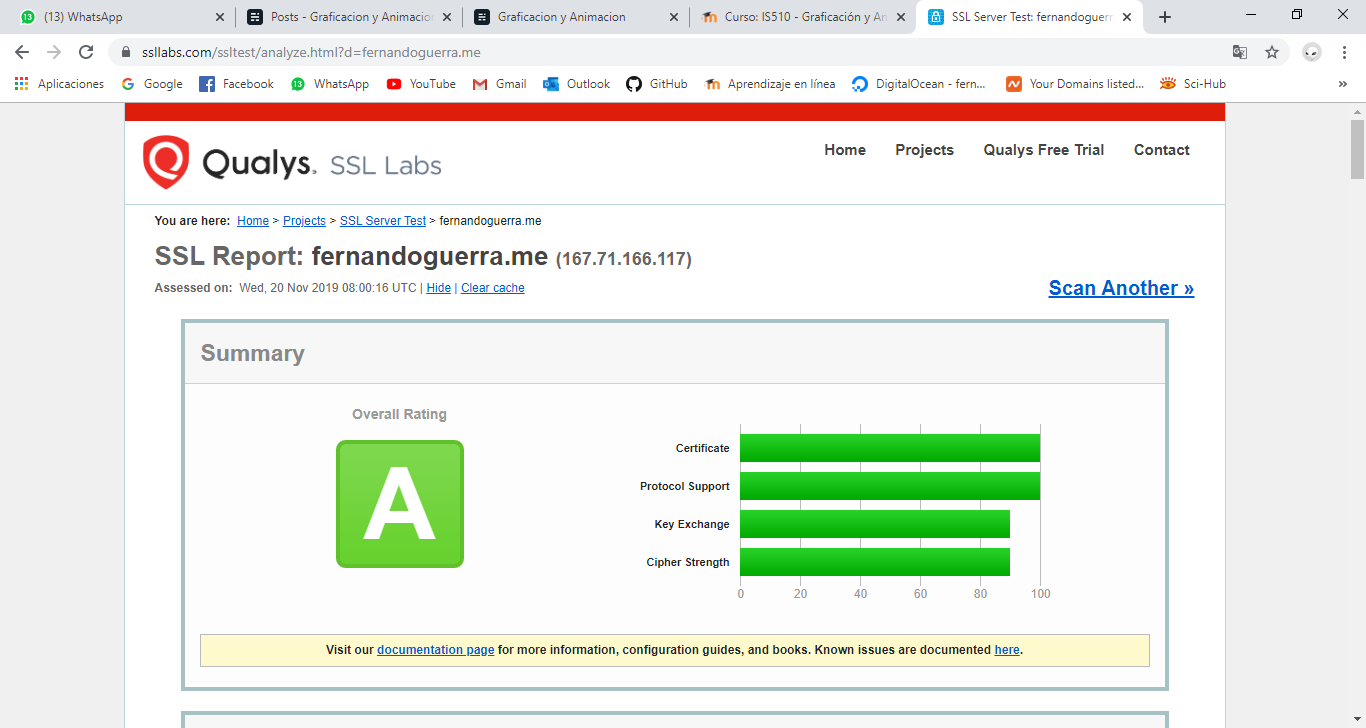 (13) WhatsApp
Posts - Graficacion y Animacion
Graficacion y Animacion
Curso: IS510 - Graficación y An
SSL Server Test: fernandoguerr
ssllabs.com/ssltest/analyze.html?d=fernandoguerra.me
Aplicaciones Google Facebook 13 WhatsApp YouTube Gmail Outlook GitHub Aprendizaje en línea DigitalOcean - fern... Your Domains listed... Sci-Hub »
Qualys. SSL Labs
Home Projects Qualys Free Trial Contact
You are here: Home > Projects > SSL Server Test > fernandoguerra.me
SSL Report: fernandoguerra.me (167.71.166.117)
Assessed on: Wed, 20 Nov 2019 08:00:16 UTC | Hide | Clear cache
Scan Another »
Summary
Overall Rating
A
Certificate
Protocol Support
Key Exchange
Cipher Strength
0 20 40 60 80 100
Visit our documentation page for more information, configuration guides, and books. Known issues are documented here.